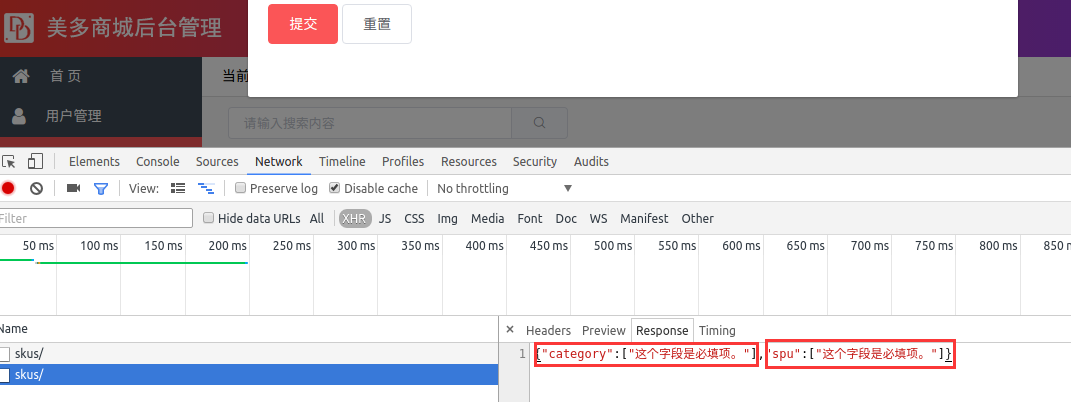 DD 美多商城后台管理
提交 重置
首 页
当前
用户管理
请输入搜索内容
Elements Console Sources Network Timeline Profiles Resources Security Audits
View: Preserve log Disable cache No throttling
Filter Hide data URLs All XHR JS CSS Img Media Font Doc WS Manifest Other
50 ms 100 ms 150 ms 200 ms 250 ms 300 ms 350 ms 400 ms 450 ms 500 ms 550 ms 600 ms 650 ms 700 ms 750 ms 800 ms 850
Name × Headers Preview Response Timing
skus/
1 {"category":["这个字段是必填项。"],"spu":["这个字段是必填项。"]}
skus/